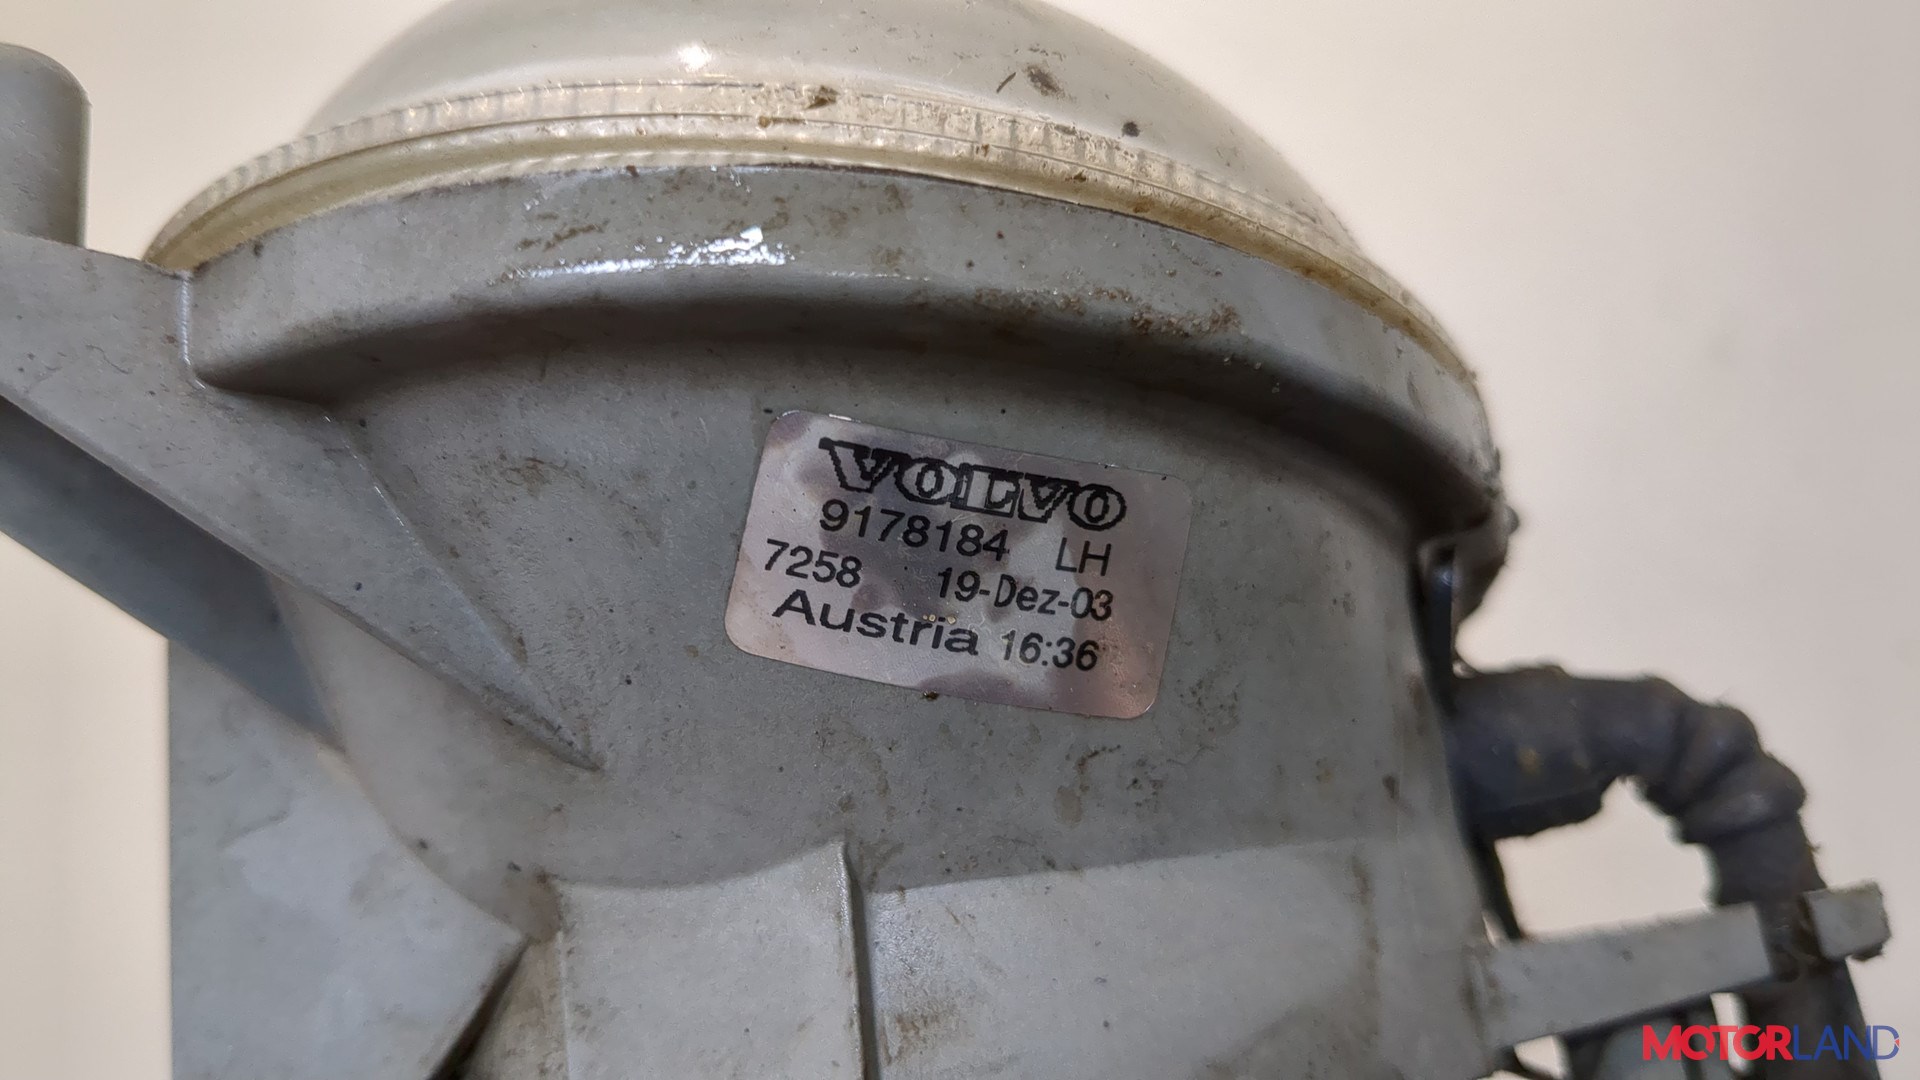 VOLVO
9178184 LH
7258 19-Dez-03
Austria 16:36
MOTORLAND